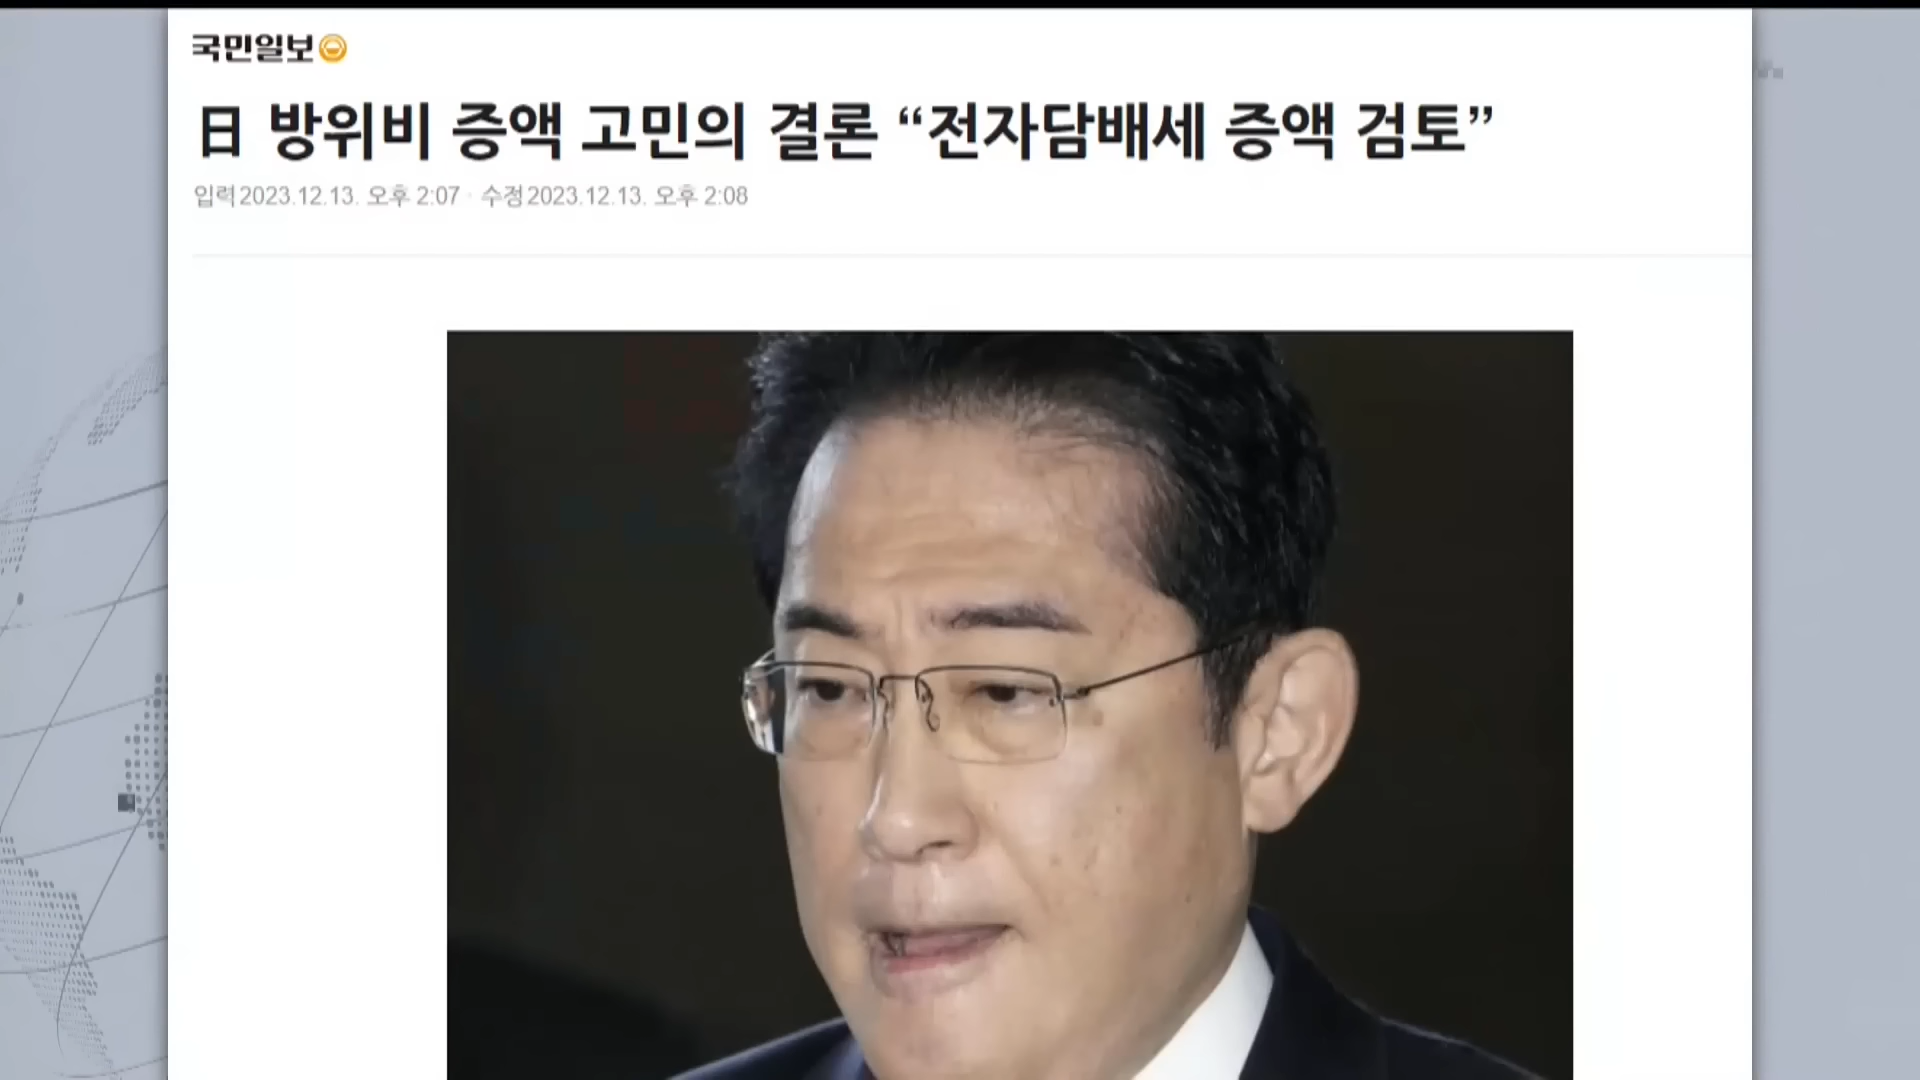 국민일보
日 방위비 증액 고민의 결론 “전자담배세 증액 검토”
입력2023.12.13. 오후 2:07 · 수정2023.12.13. 오후 2:08